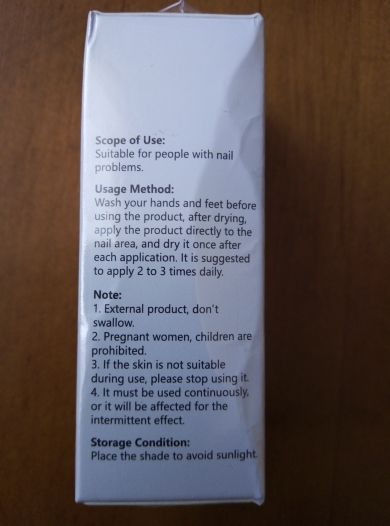 Scope of Use:
Suitable for people with nail
problems.
Usage Method:
Wash your hands and feet before
using the product, after drying,
apply the product directly to the
nail area, and dry it once after
each application. It is suggested
to apply 2 to 3 times daily.
Note:
1. External product, don't
swallow.
2. Pregnant women, children are
prohibited.
3. If the skin is not suitable
during use, please stop using it.
4. It must be used continuously,
or it will be affected for the
intermittent effect.
Storage Condition:
Place the shade to avoid sunlight.